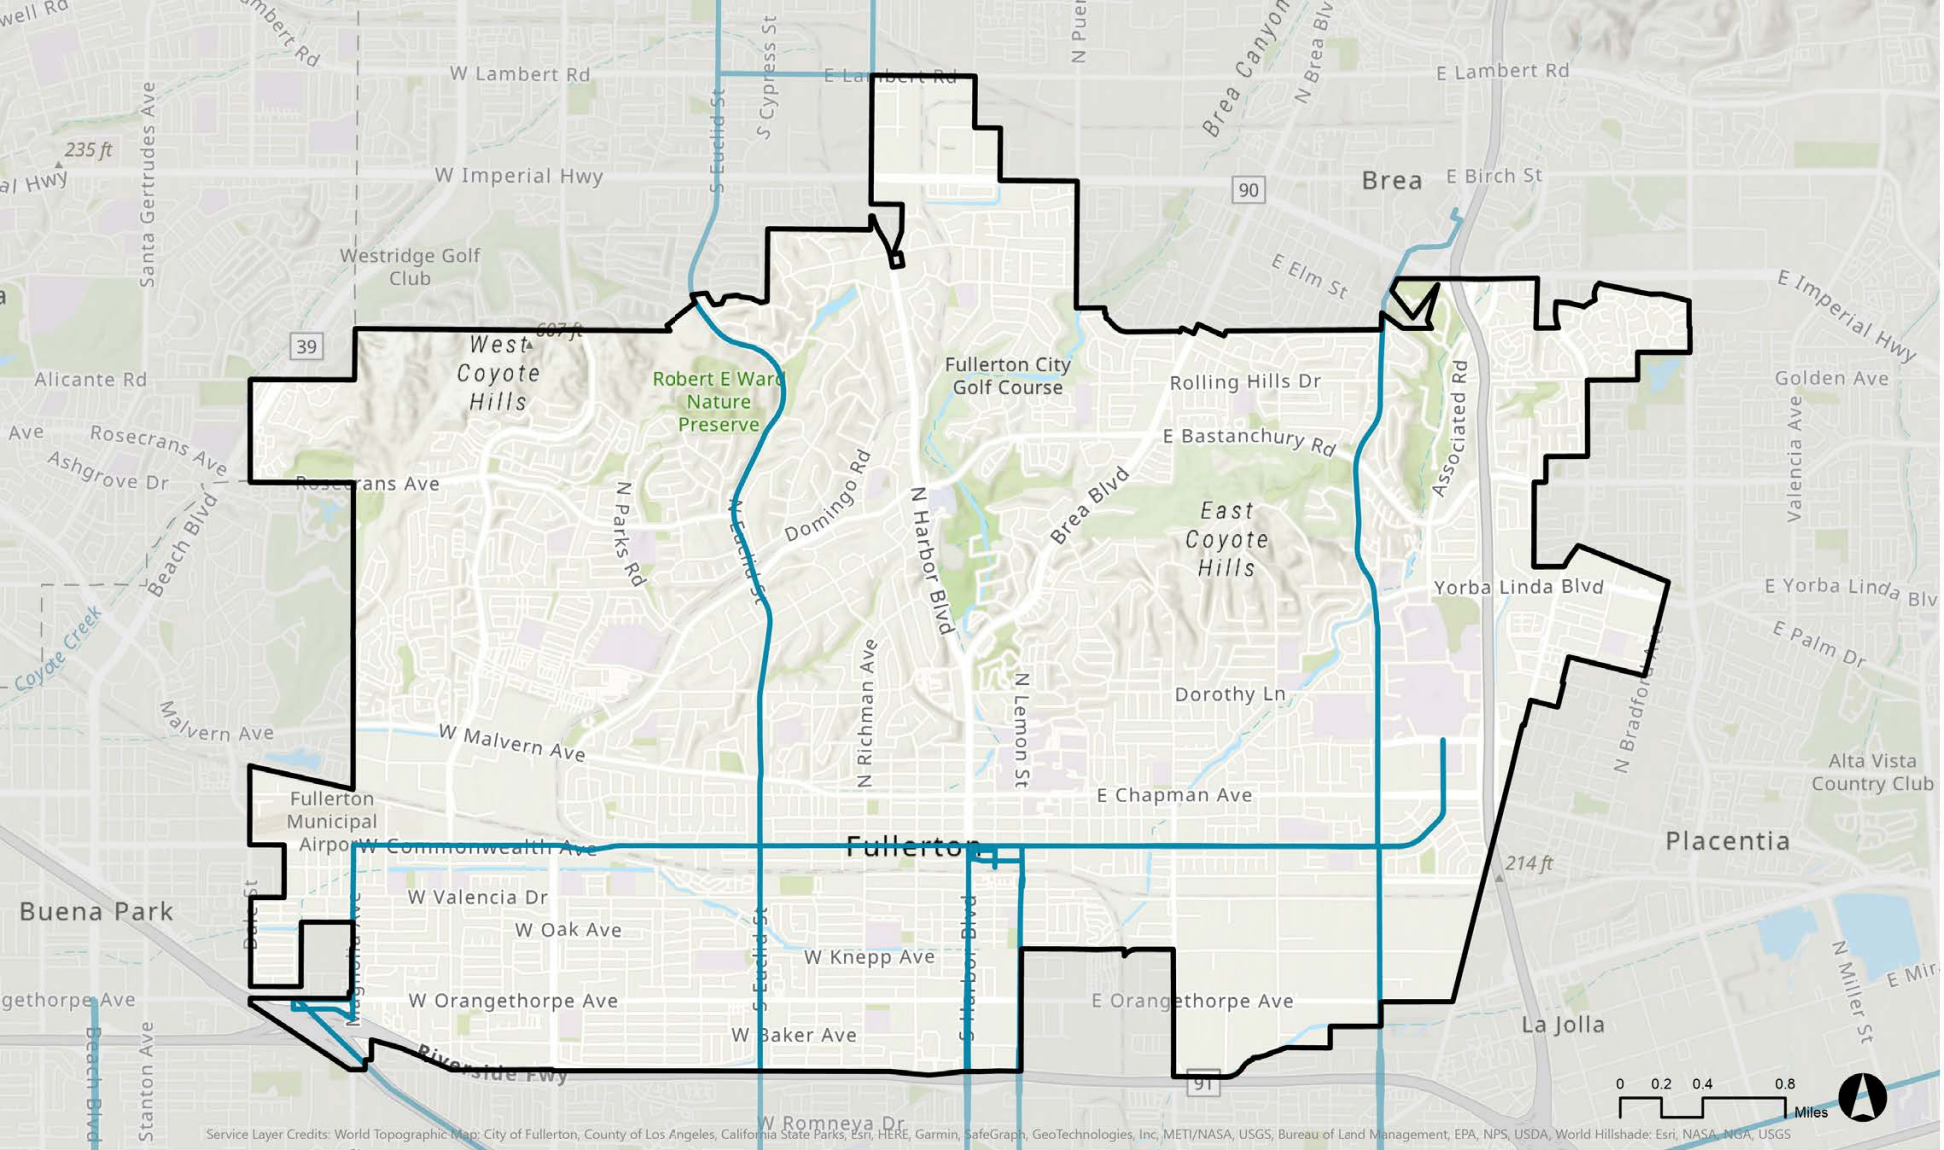 well Rd
Lambert Rd
W Lambert Rd
S Cypress St
E Lambert Rd
N Puer
Brea Canyon
N Brea Blv
E Lambert Rd
235 ft
al Hwy
Santa Gertrudes Ave
W Imperial Hwy
S Euclid St
90
Brea
E Birch St
Westridge Golf
Club
E Elm St
E Imperial Hwy
a
39
607 ft
West
Coyote
Hills
Alicante Rd
Robert E Ward
Nature
Preserve
Fullerton City
Golf Course
Rolling Hills Dr
Associated Rd
Golden Ave
Valencia Ave
Ave
Rosecrans Ave
Ashgrove Dr
Rosecrans Ave
E Bastanchury Rd
Domingo Rd
N Parks Rd
N Euclid St
N Harbor Blvd
Brea Blvd
East
Coyote
Hills
Beach Blvd
Yorba Linda Blvd
E Yorba Linda Blv
Coyote Creek
E Palm Dr
N Bradford Ave
Malvern Ave
W Malvern Ave
N Richman Ave
N Lemon St
Dorothy Ln
Alta Vista
Country Club
Fullerton
Municipal
Airport
E Chapman Ave
W Commonwealth Ave
Fullerton
Placentia
214 ft
Buena Park
Dale St
Magnolia Ave
W Valencia Dr
W Oak Ave
S Euclid St
W Knepp Ave
S Harbor Blvd
N Miller St
E Mir
gethorpe Ave
W Orangethorpe Ave
E Orangethorpe Ave
La Jolla
Beach Blvd
Stanton Ave
W Baker Ave
Riverside Fwy
91
W Romneya Dr
0 0.2 0.4 0.8
Miles
Service Layer Credits: World Topographic Map: City of Fullerton, County of Los Angeles, California State Parks, Esri, HERE, Garmin, SafeGraph, GeoTechnologies, Inc, METI/NASA, USGS, Bureau of Land Management, EPA, NPS, USDA, World Hillshade: Esri, NASA, NGA, USGS